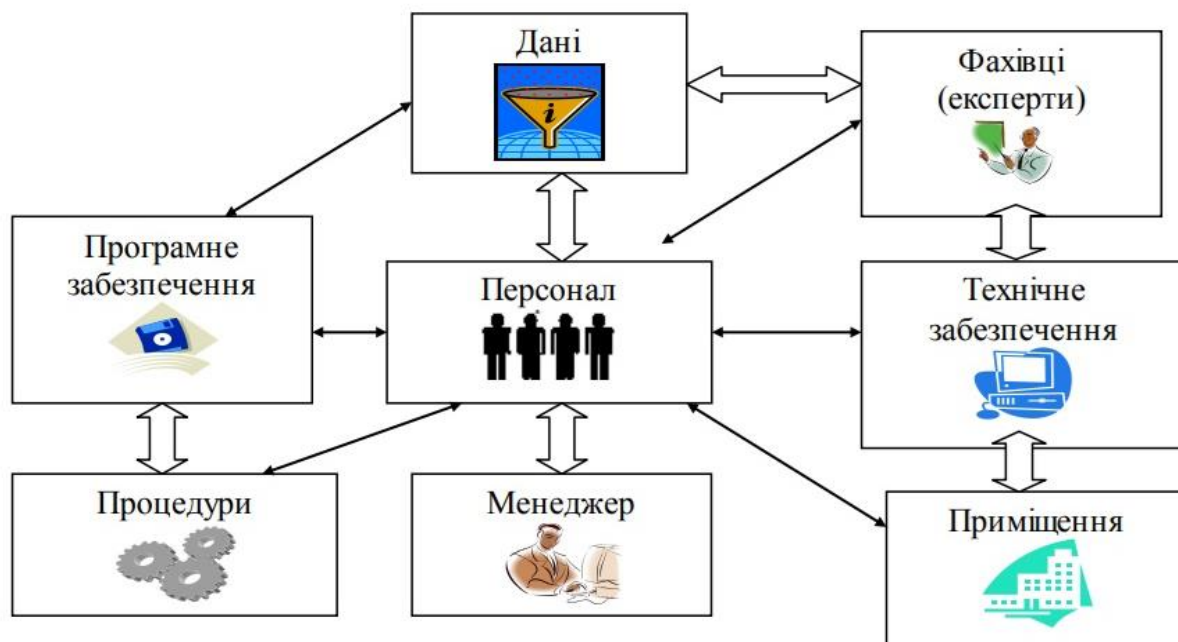 Дані
Фахівці
(експерти)
Програмне
забезпечення
Персонал
Технічне
забезпечення
Процедури
Менеджер
Приміщення
i